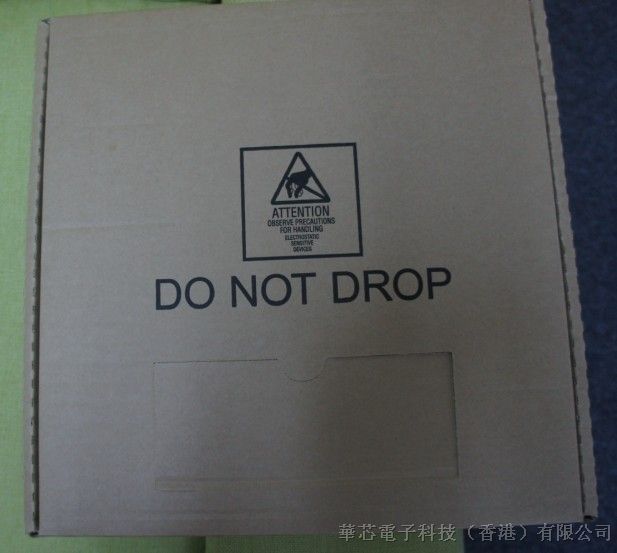 ATTENTION
OBSERVE PRECAUTIONS
FOR HANDLING
ELECTROSTATIC
SENSITIVE
DEVICES
DO NOT DROP
華芯電子科技（香港）有限公司